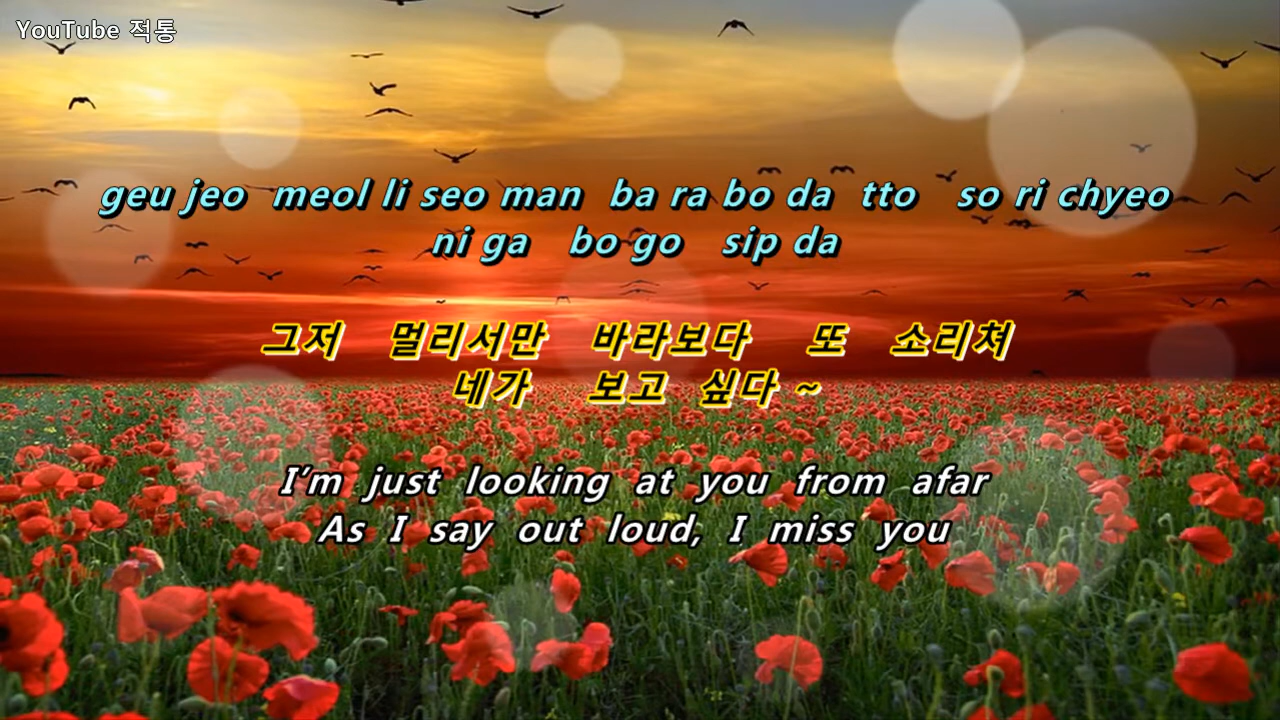 YouTube 적통
geu jeo meol li seo man ba ra bo da tto so ri chyeo
ni ga bo go sip da
그저 멀리서만 바라보다 또 소리쳐
네가 보고 싶다 ~
I’m just looking at you from afar
As I say out loud, I miss you